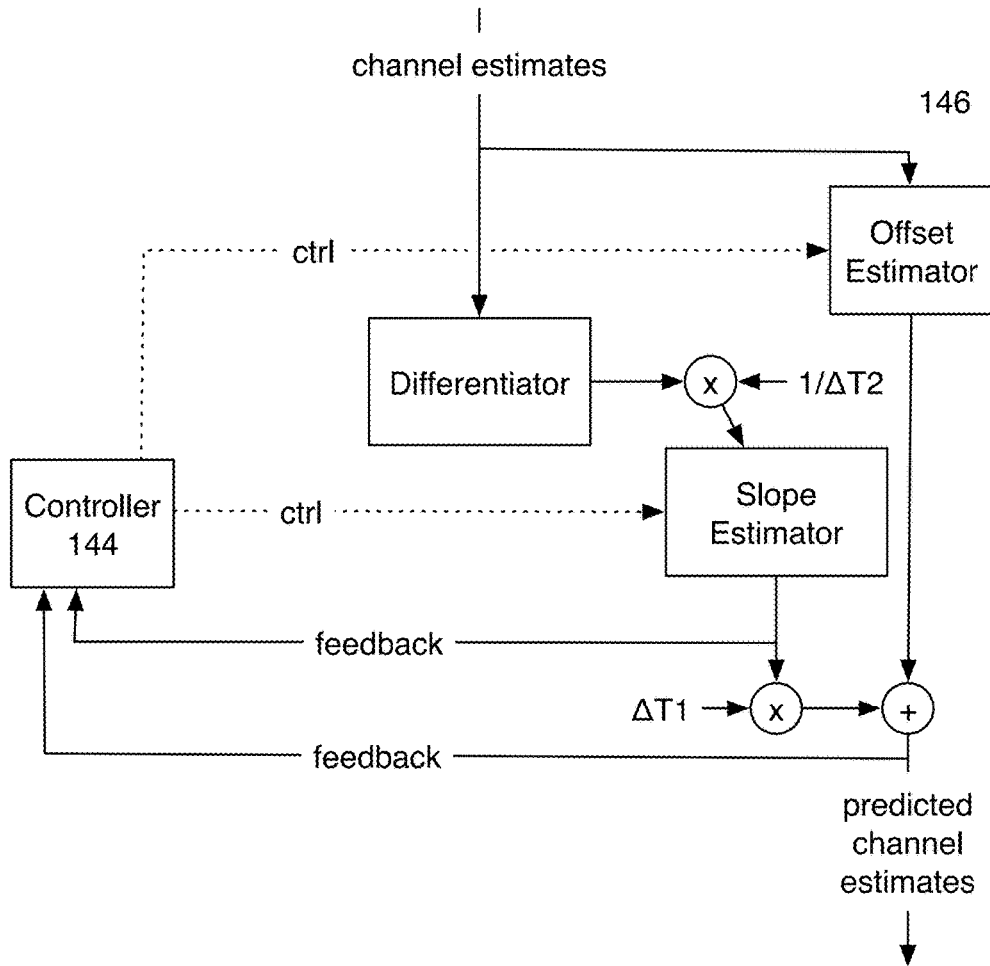 channel estimates
146
Offset
Estimator
ctrl
Differentiator
x
1/ΔT2
Controller
144
ctrl
Slope
Estimator
feedback
ΔT1
x
+
feedback
predicted
channel
estimates